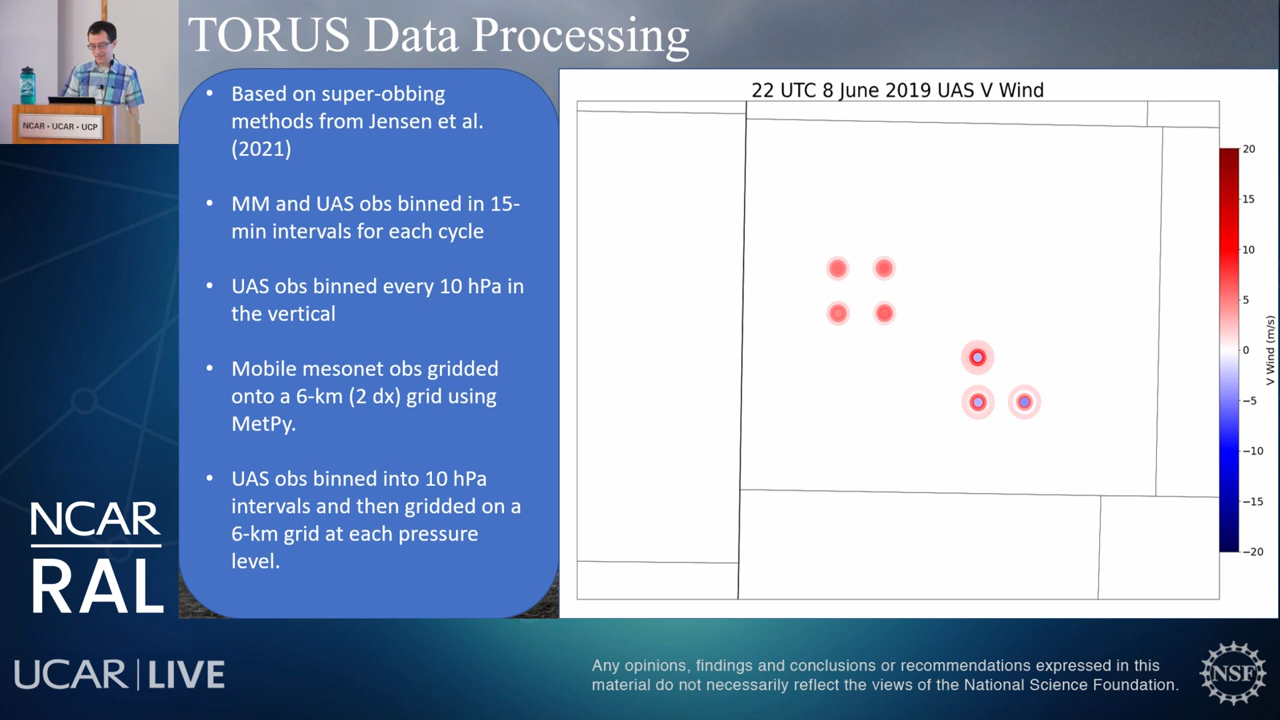 TORUS Data Processing
NCAR • UCAR • UCP
• Based on super-obbing
methods from Jensen et al.
(2021)
• MM and UAS obs binned in 15-
min intervals for each cycle
• UAS obs binned every 10 hPa in
the vertical
• Mobile mesonet obs gridded
onto a 6-km (2 dx) grid using
MetPy.
• UAS obs binned into 10 hPa
intervals and then gridded on a
6-km grid at each pressure
level.
22 UTC 8 June 2019 UAS V Wind
20
15
10
5
0
−5
−10
−15
−20
V Wind (m/s)
NCAR
RAL
UCAR | LIVE
Any opinions, findings and conclusions or recommendations expressed in this
material do not necessarily reflect the views of the National Science Foundation.
NSF